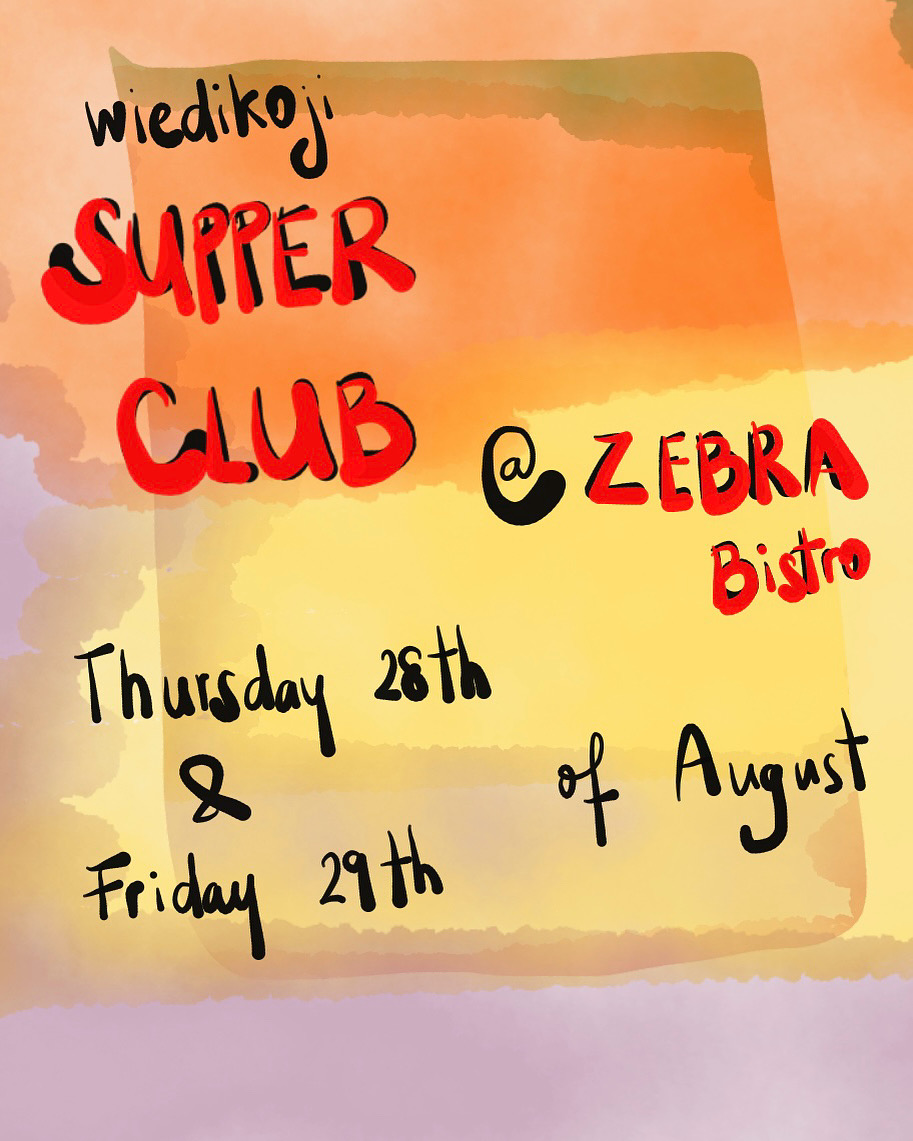 wiedikoji
SUPPER
CLUB
@ ZEBRA
Bistro
Thursday 28th
&
of August
Friday 29th